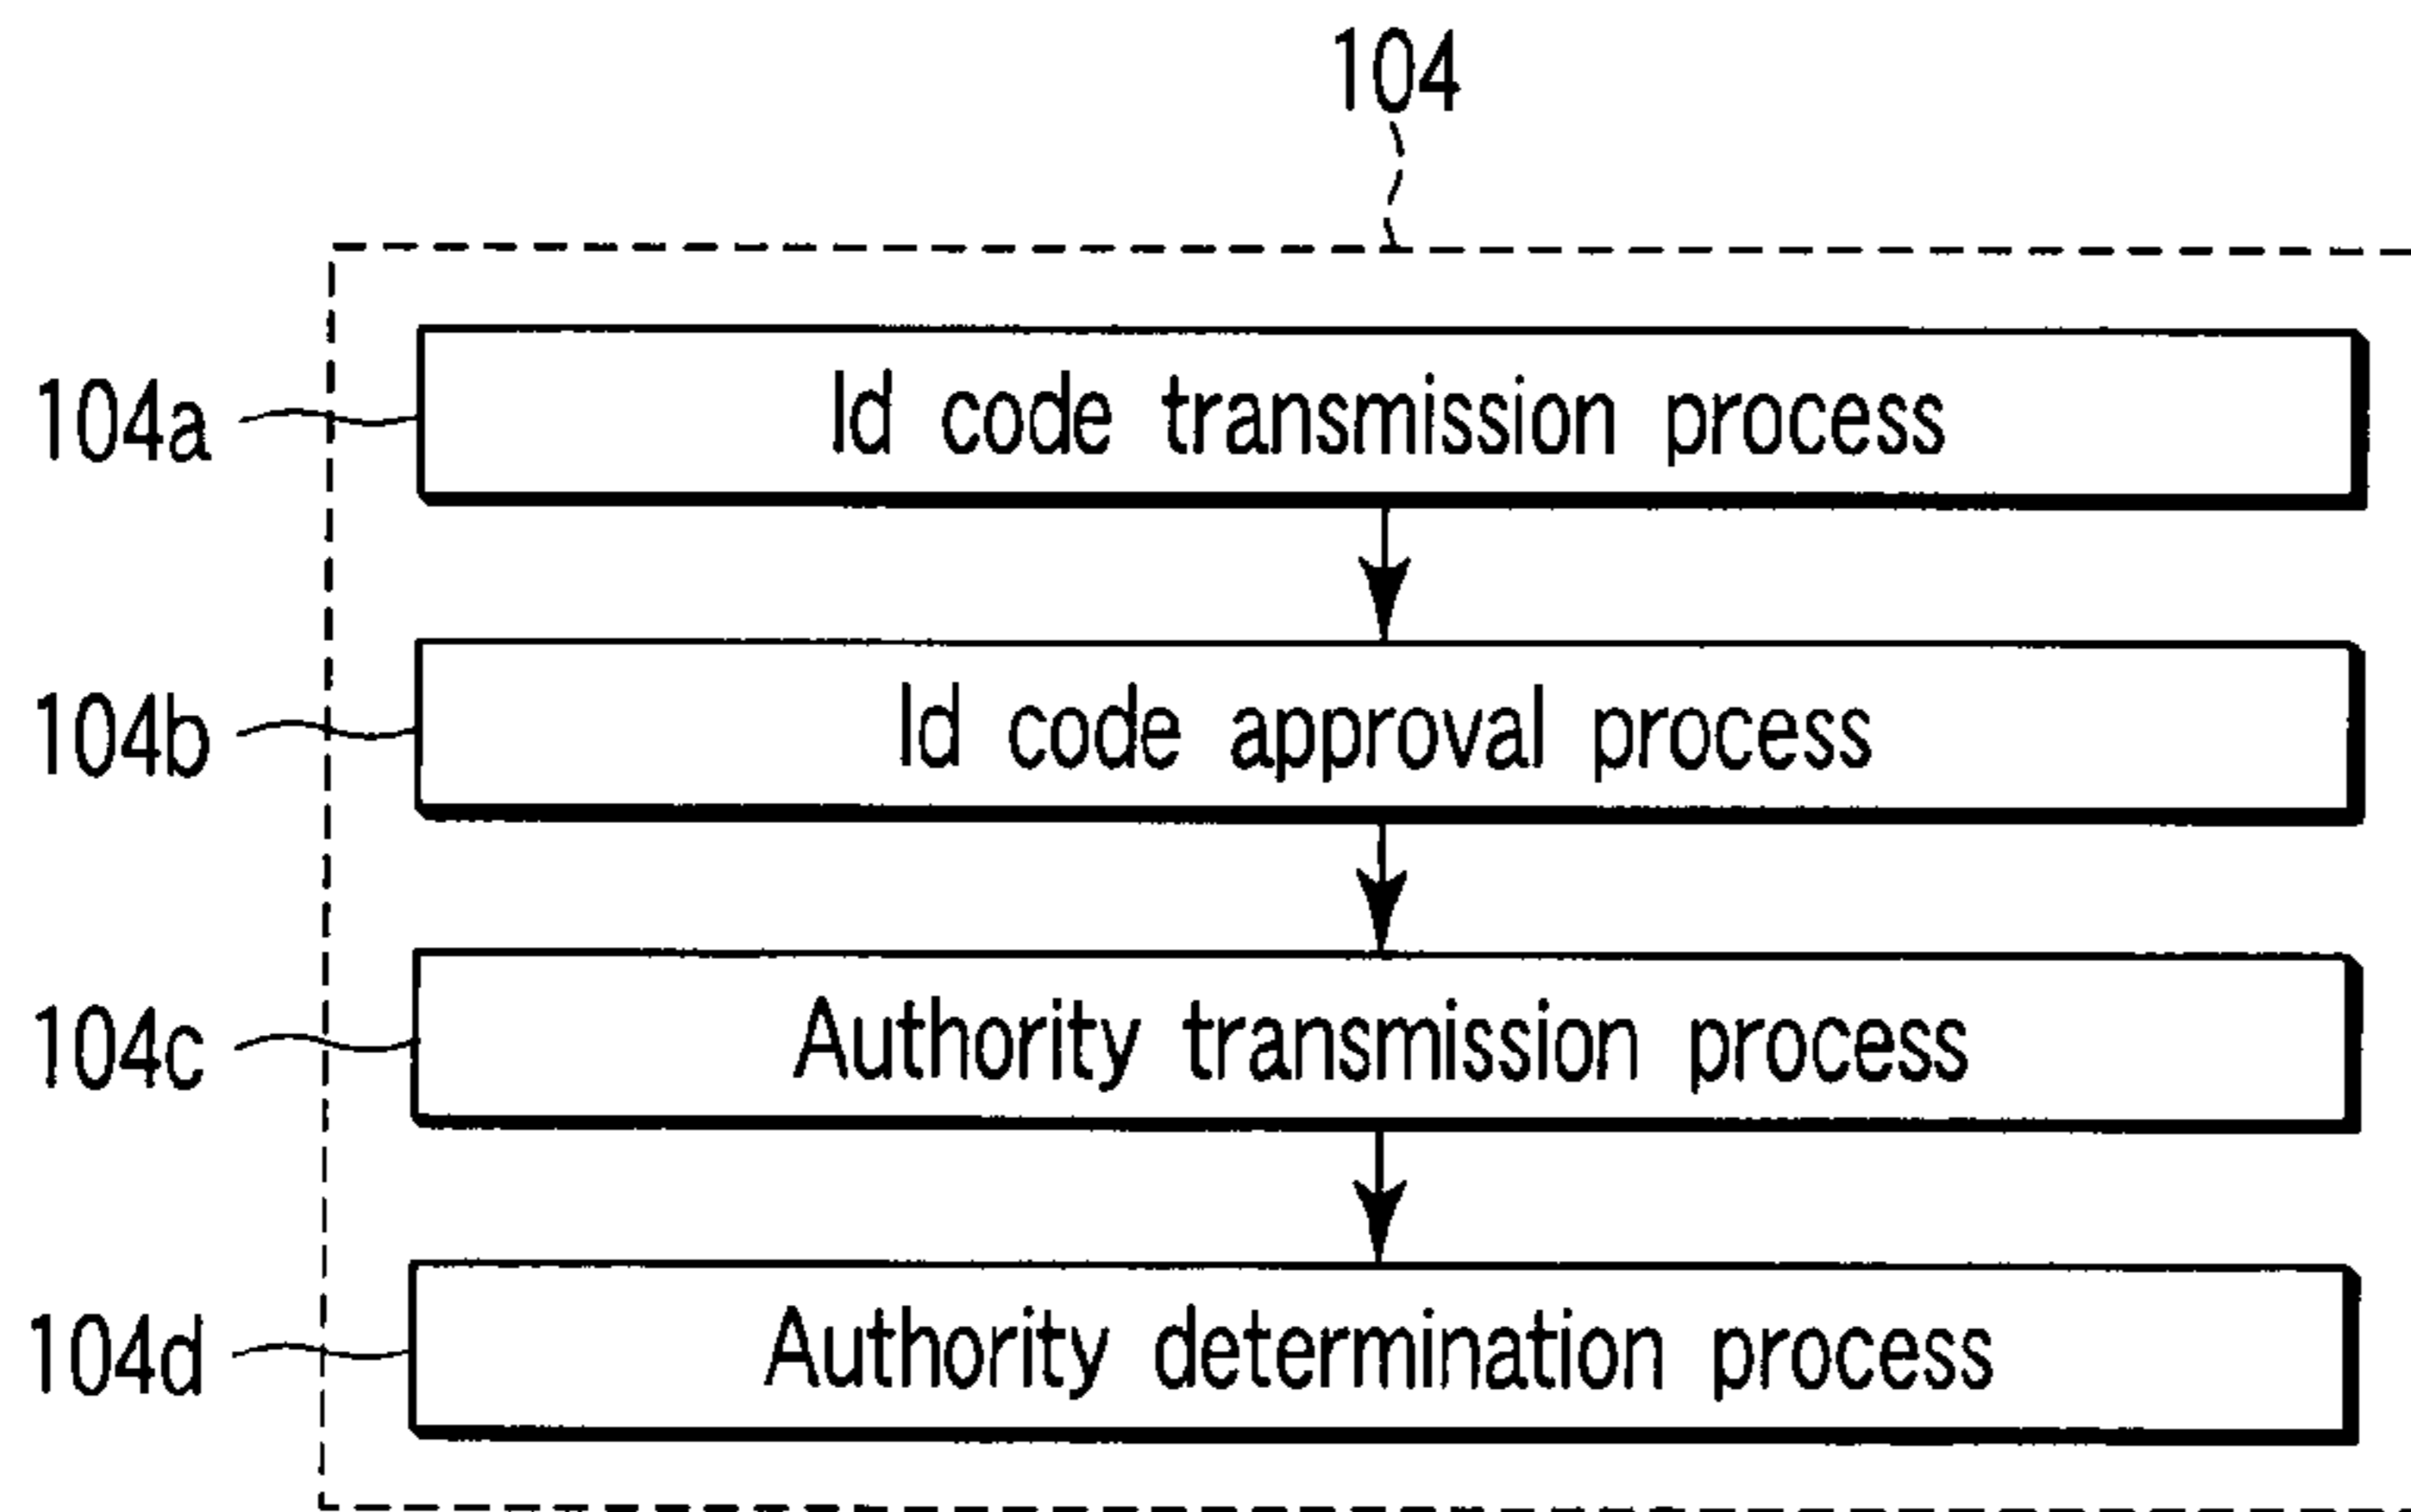 104
104a Id code transmission process
104b Id code approval process
104c Authority transmission process
104d Authority determination process